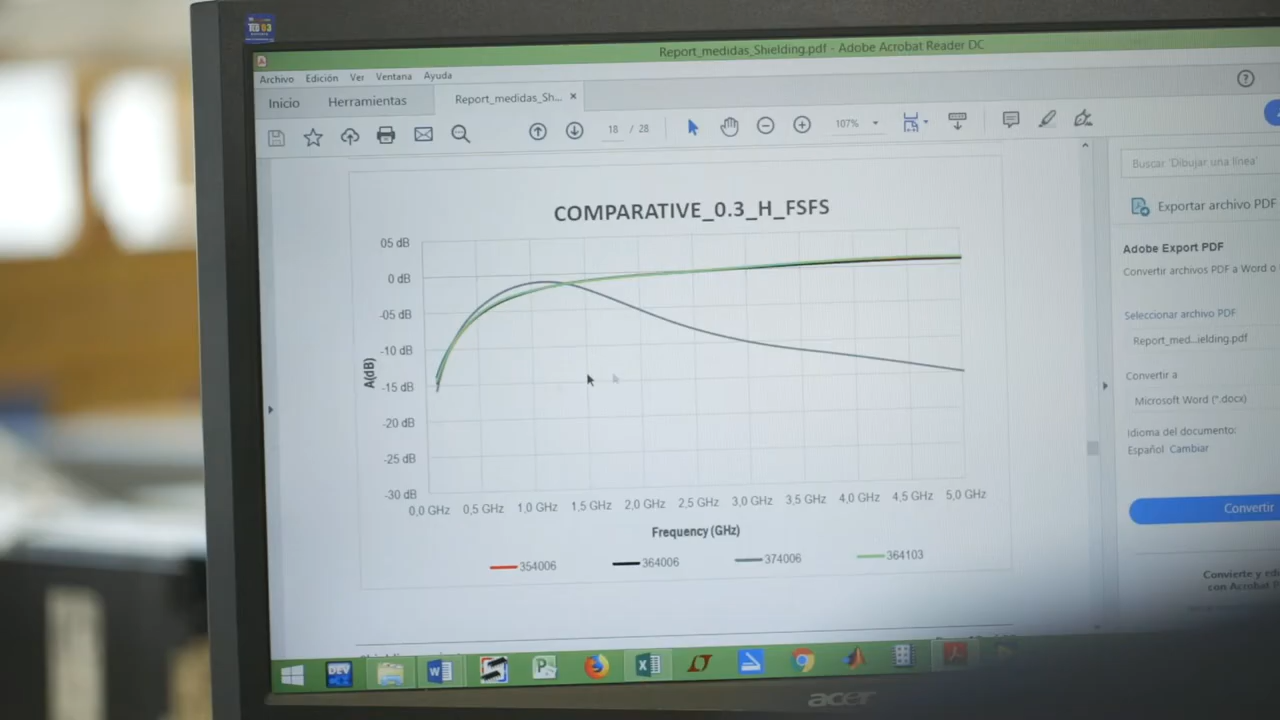 Report_medidas_Shielding.pdf - Adobe Acrobat Reader DC
Archivo Edición Ver Ventana Ayuda
Inicio Herramientas Report_medidas_Sh... ×
18 / 28 107%
Buscar 'Dibujar una línea'
Exportar archivo PDF
Adobe Export PDF
Convertir archivos PDF a Word o
Seleccionar archivo PDF
Report_med...ielding.pdf
Convertir a
Microsoft Word (*.docx)
Idioma del documento:
Español Cambiar
Convertir
Convierte y
con Acrobat
COMPARATIVE_0.3_H_FSFS
05 dB
0 dB
-05 dB
-10 dB
-15 dB
-20 dB
-25 dB
-30 dB
A(dB)
0,0 GHz 0,5 GHz 1,0 GHz 1,5 GHz 2,0 GHz 2,5 GHz 3,0 GHz 3,5 GHz 4,0 GHz 4,5 GHz 5,0 GHz
Frequency (GHz)
354006 364006 374006 364103
DEV
acer